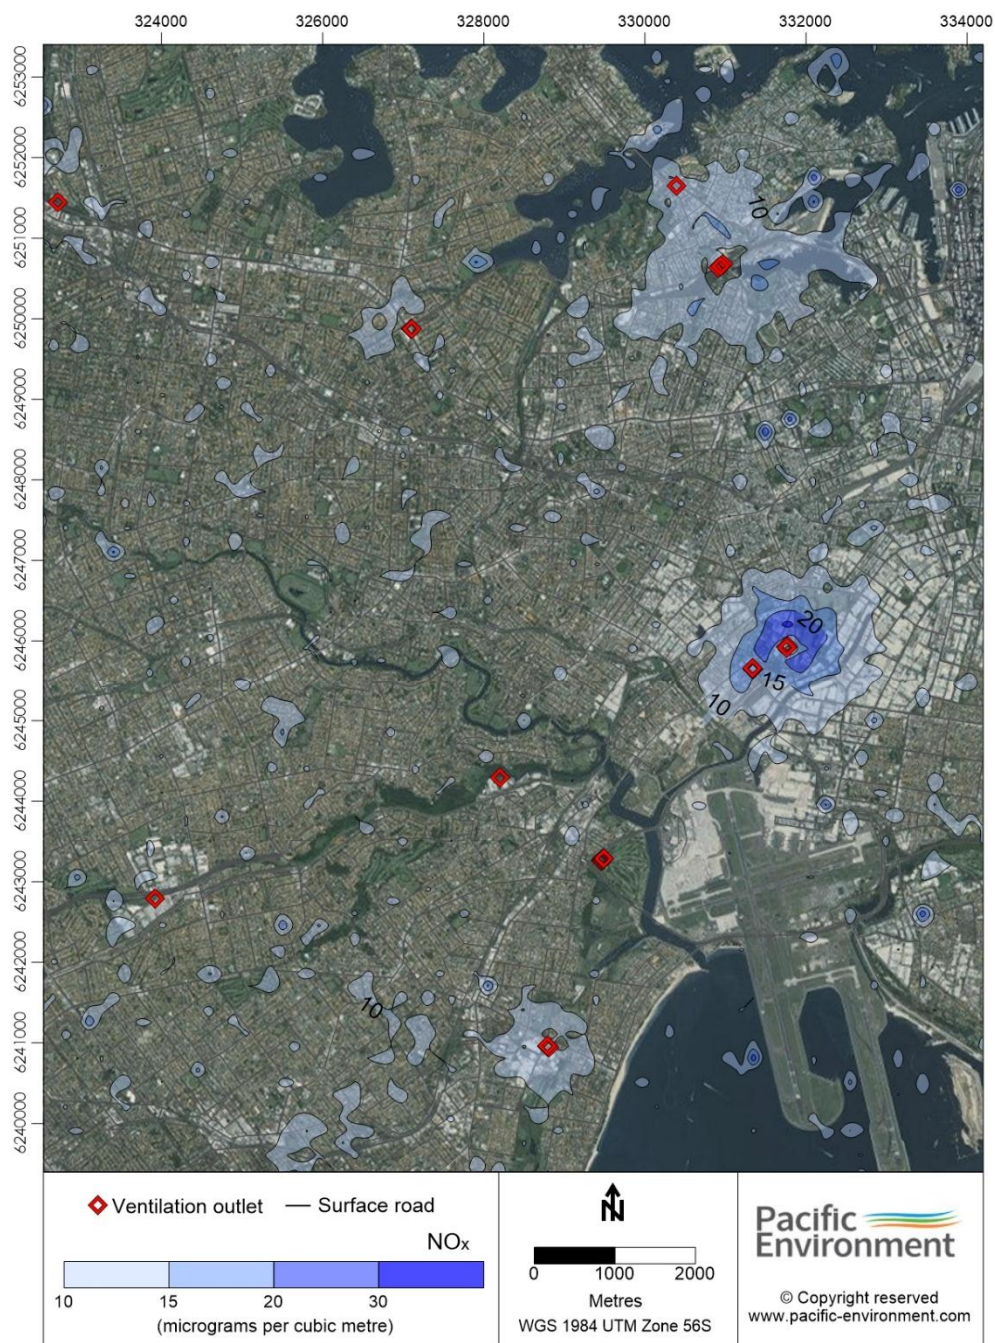 324000 326000 328000 330000 332000 334000
6253000
6252000
6251000
6250000
6249000
6248000
6247000
6246000
6245000
6244000
6243000
6242000
6241000
6240000
10
20
15
10
10
Ventilation outlet
Surface road
NOx
10 15 20 30
(micrograms per cubic metre)
N
0 1000 2000
Metres
WGS 1984 UTM Zone 56S
Pacific
Environment
© Copyright reserved
www.pacific-environment.com